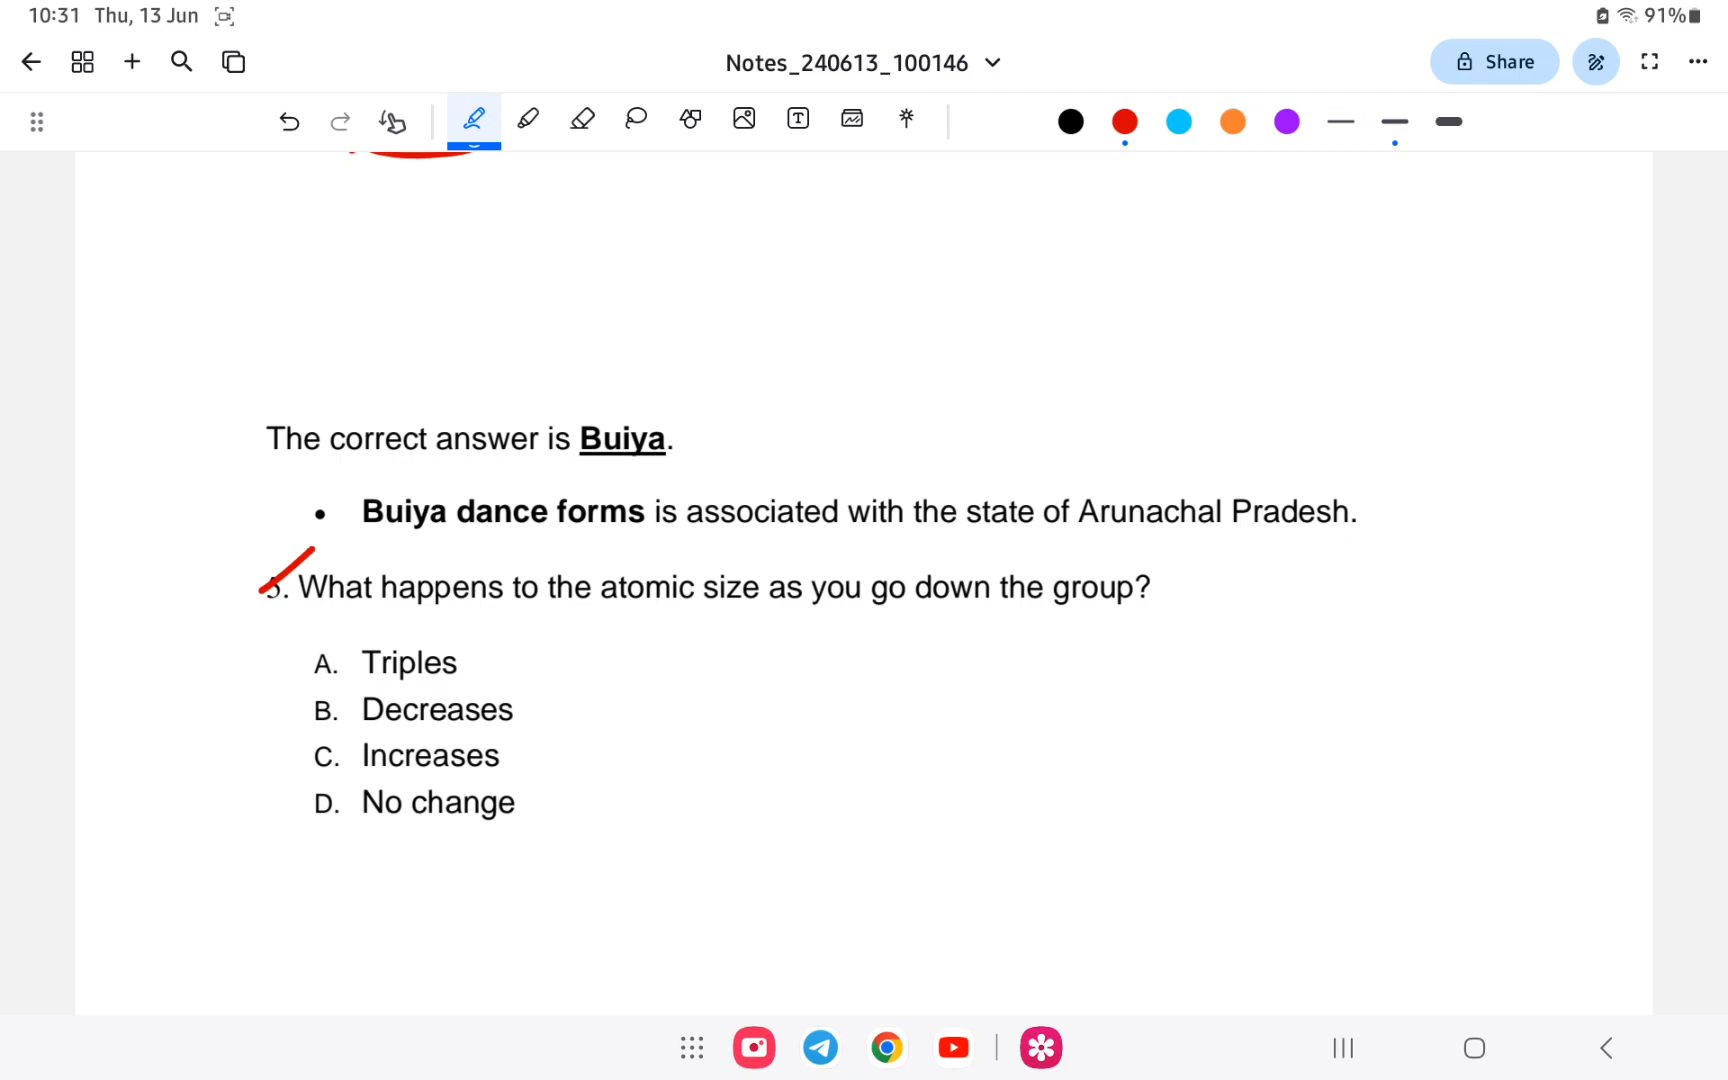 10:31 Thu, 13 Jun
91%
Notes_240613_100146
Share
The correct answer is Buiya.
• Buiya dance forms is associated with the state of Arunachal Pradesh.
5. What happens to the atomic size as you go down the group?
A. Triples
B. Decreases
C. Increases
D. No change